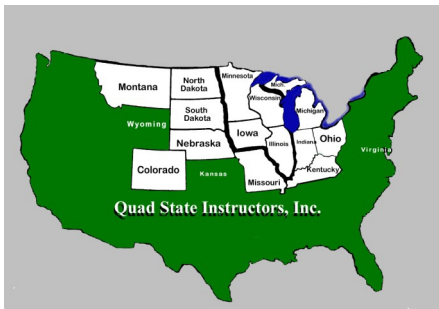 Montana
North
Dakota
Minnesota
Mich.
Wisconsin
Michigan
South
Dakota
Wyoming
Iowa
Nebraska
Illinois
Indiana
Ohio
Virginia
Colorado
Kansas
Missouri
Kentucky
Quad State Instructors, Inc.